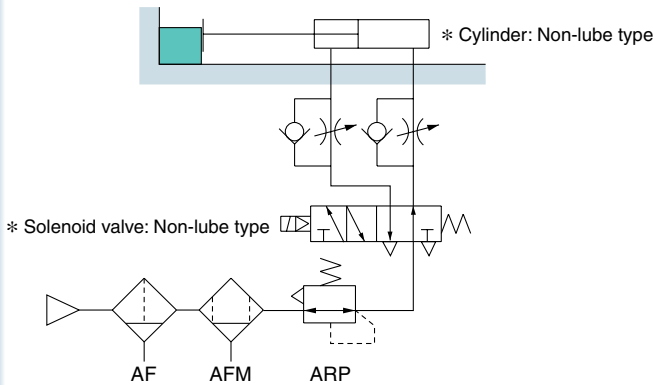 * Cylinder: Non-lube type
* Solenoid valve: Non-lube type
AF AFM ARP